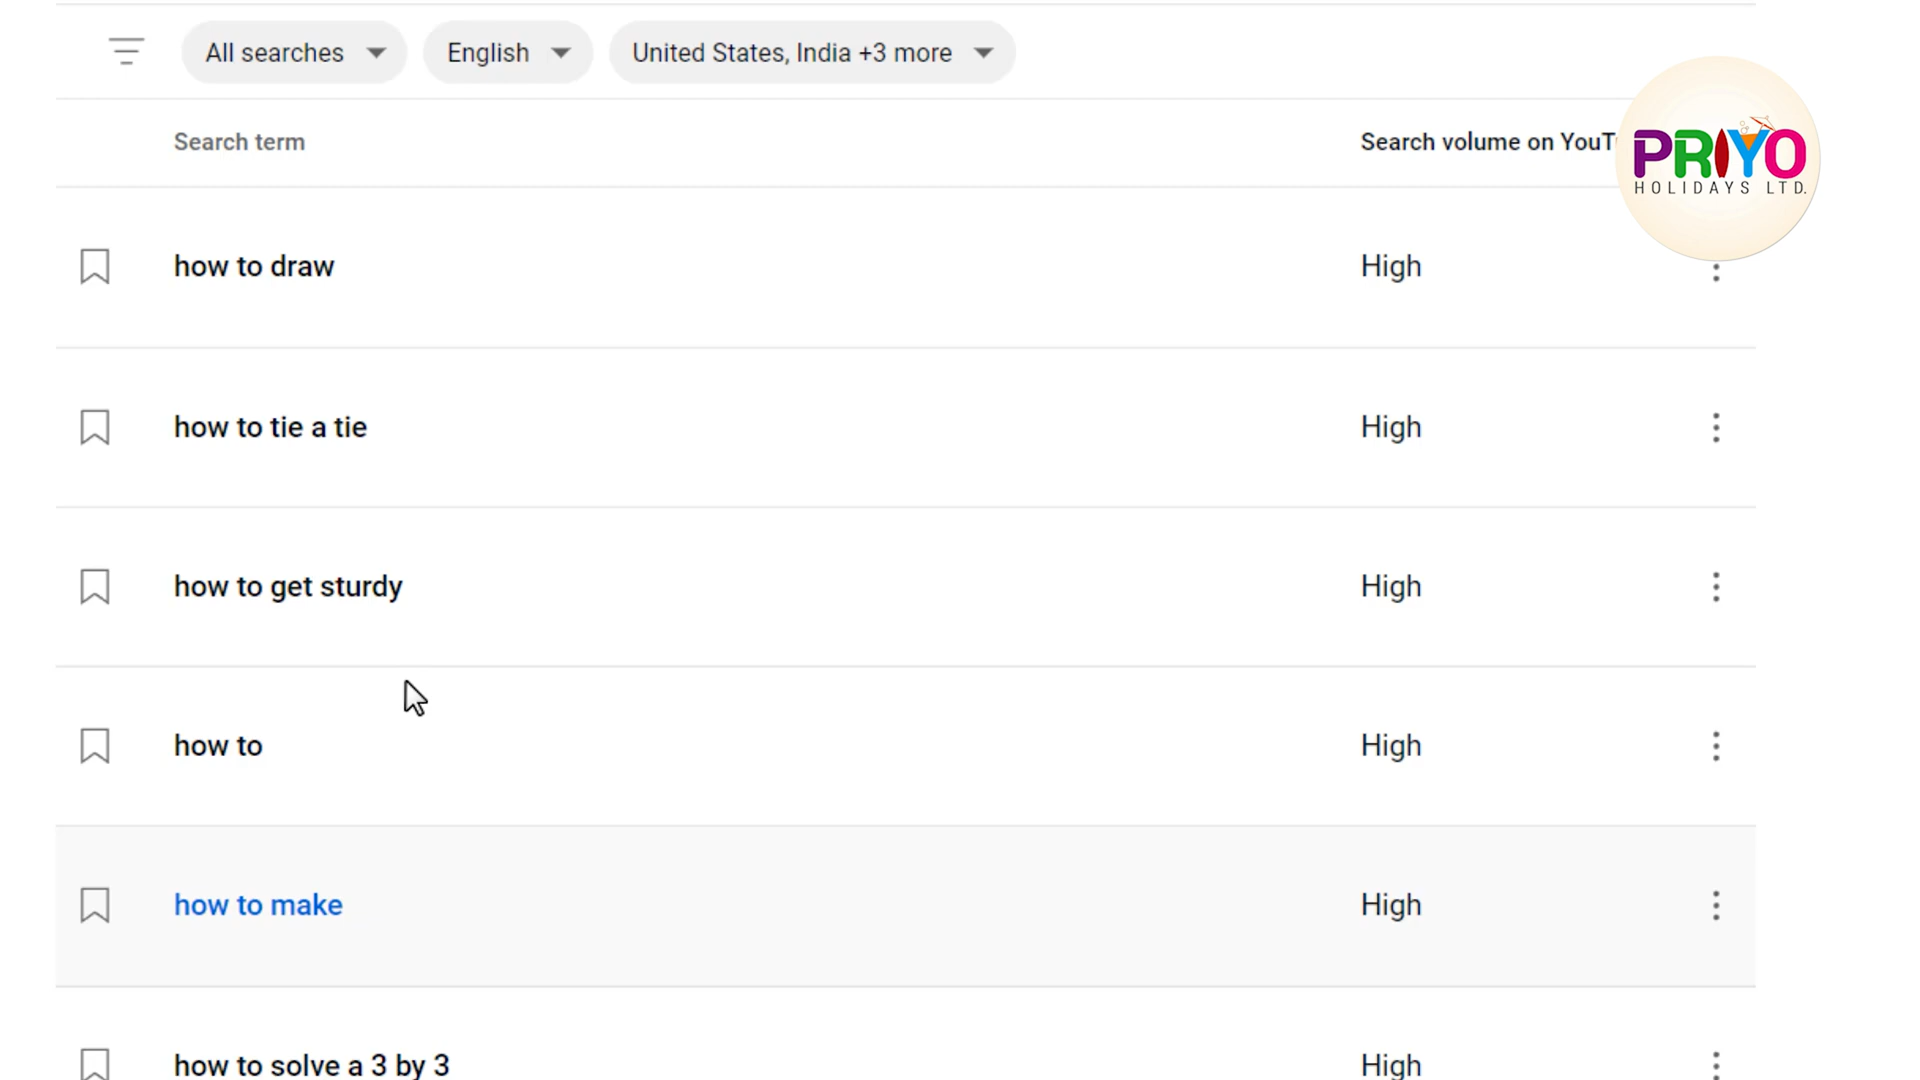 All searches
English
United States, India +3 more
Search term
Search volume on YouT
PRIYO
HOLIDAYS LTD.
how to draw
High
how to tie a tie
High
how to get sturdy
High
how to
High
how to make
High
how to solve a 3 by 3
High